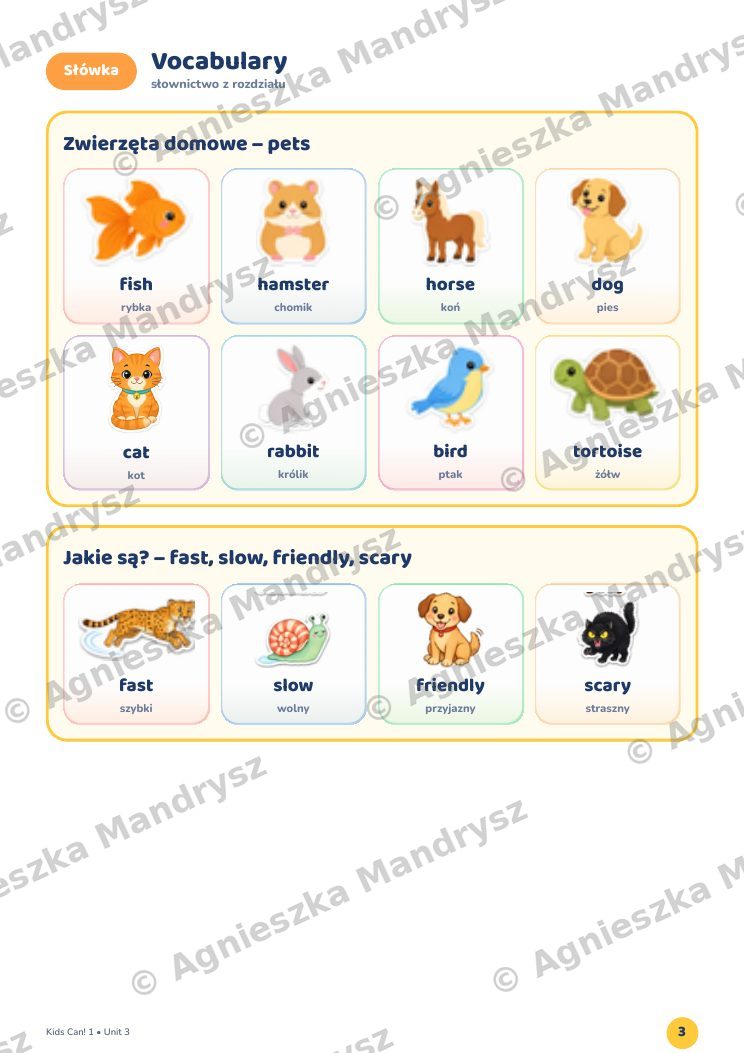 Słówka
Vocabulary
słownictwo z rozdziału
Zwierzęta domowe – pets
fish
rybka
hamster
chomik
horse
koń
dog
pies
cat
kot
rabbit
królik
bird
ptak
tortoise
żółw
Jakie są? – fast, slow, friendly, scary
fast
szybki
slow
wolny
friendly
przyjazny
scary
straszny
Kids Can! 1 • Unit 3
3
© Agnieszka Mandrysz